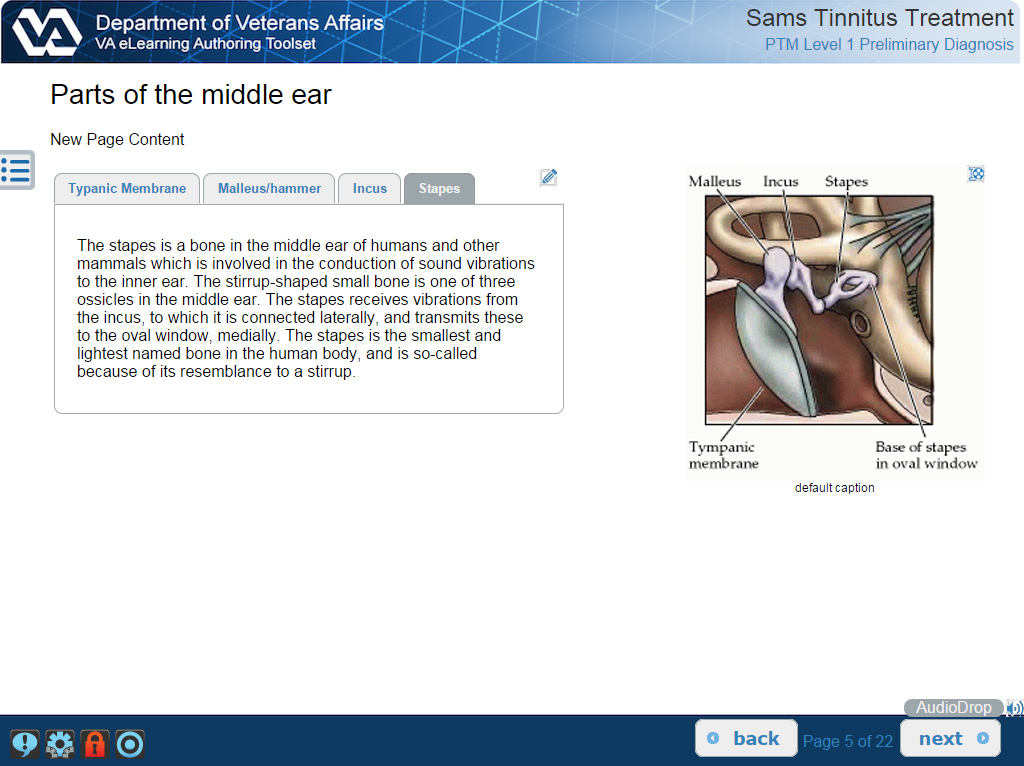 VA
Department of Veterans Affairs
VA eLearning Authoring Toolset
Sams Tinnitus Treatment
PTM Level 1 Preliminary Diagnosis
Parts of the middle ear
New Page Content
Typanic Membrane
Malleus/hammer
Incus
Stapes
The stapes is a bone in the middle ear of humans and other
mammals which is involved in the conduction of sound vibrations
to the inner ear. The stirrup-shaped small bone is one of three
ossicles in the middle ear. The stapes receives vibrations from
the incus, to which it is connected laterally, and transmits these
to the oval window, medially. The stapes is the smallest and
lightest named bone in the human body, and is so-called
because of its resemblance to a stirrup.
Malleus
Incus
Stapes
Tympanic
membrane
Base of stapes
in oval window
default caption
AudioDrop
back
Page 5 of 22
next